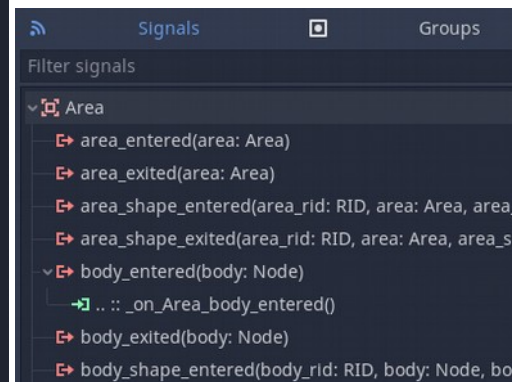 Signals Groups
Filter signals
Area
area_entered(area: Area)
area_exited(area: Area)
area_shape_entered(area_rid: RID, area: Area, area_
area_shape_exited(area_rid: RID, area: Area, area_s
body_entered(body: Node)
.. :: _on_Area_body_entered()
body_exited(body: Node)
body_shape_entered(body_rid: RID, body: Node, bo